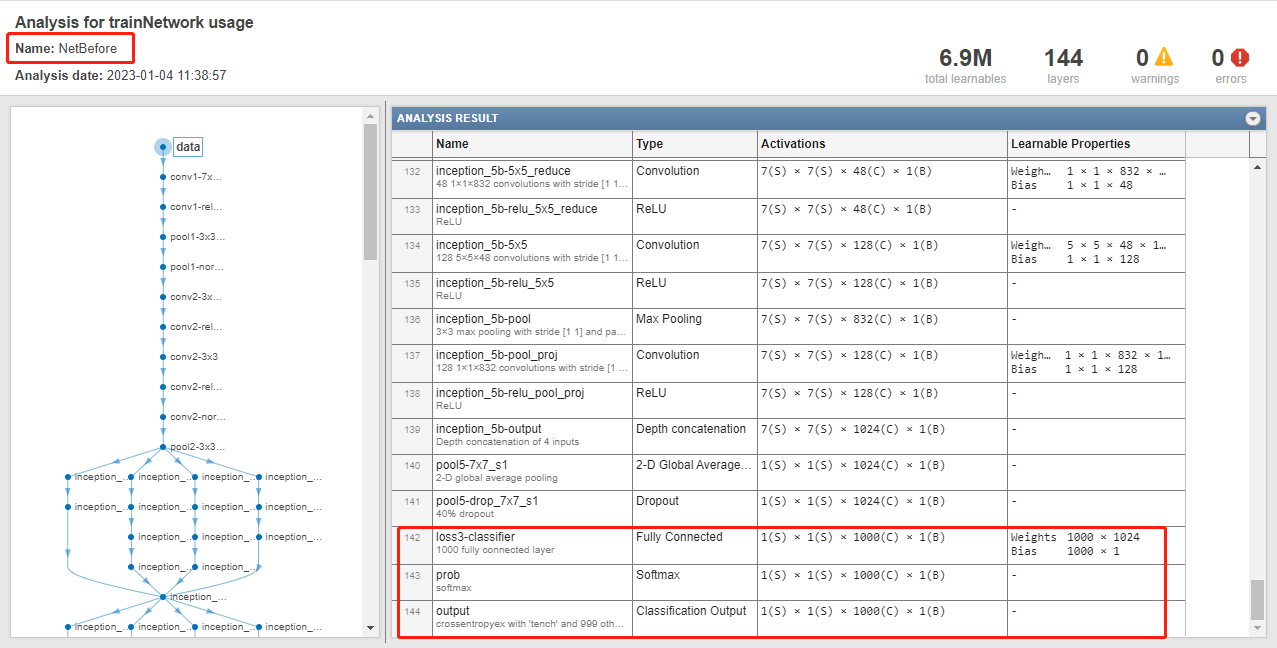 Analysis for trainNetwork usage
Name: NetBefore
Analysis date: 2023-01-04 11:38:57
6.9M
total learnables
144
layers
0
warnings
0
errors
data
conv1-7x...
conv1-rel...
pool1-3x3...
pool1-nor...
conv2-3x...
conv2-rel...
conv2-3x3
conv2-rel...
conv2-nor...
pool2-3x3...
inception_... inception_... inception_... inception_...
inception_... inception_... inception_... inception_...
inception_... inception_... inception_...
inception_... inception_...
inception_...
inception_... inception_... inception_... inception_...
ANALYSIS RESULT
Name Type Activations Learnable Properties
132 inception_5b-5x5_reduce Convolution 7(S) × 7(S) × 48(C) × 1(B) Weigh... 1 × 1 × 832 × ...
48 1×1×832 convolutions with stride [1 1... Bias 1 × 1 × 48
133 inception_5b-relu_5x5_reduce ReLU 7(S) × 7(S) × 48(C) × 1(B) -
ReLU
134 inception_5b-5x5 Convolution 7(S) × 7(S) × 128(C) × 1(B) Weigh... 5 × 5 × 48 × 1...
128 5×5×48 convolutions with stride [1 1... Bias 1 × 1 × 128
135 inception_5b-relu_5x5 ReLU 7(S) × 7(S) × 128(C) × 1(B) -
ReLU
136 inception_5b-pool Max Pooling 7(S) × 7(S) × 832(C) × 1(B) -
3×3 max pooling with stride [1 1] and pa...
137 inception_5b-pool_proj Convolution 7(S) × 7(S) × 128(C) × 1(B) Weigh... 1 × 1 × 832 × 1...
128 1×1×832 convolutions with stride [1 ... Bias 1 × 1 × 128
138 inception_5b-relu_pool_proj ReLU 7(S) × 7(S) × 128(C) × 1(B) -
ReLU
139 inception_5b-output Depth concatenation 7(S) × 7(S) × 1024(C) × 1(B) -
Depth concatenation of 4 inputs
140 pool5-7x7_s1 2-D Global Average... 1(S) × 1(S) × 1024(C) × 1(B) -
2-D global average pooling
141 pool5-drop_7x7_s1 Dropout 1(S) × 1(S) × 1024(C) × 1(B) -
40% dropout
142 loss3-classifier Fully Connected 1(S) × 1(S) × 1000(C) × 1(B) Weights 1000 × 1024
1000 fully connected layer Bias 1000 × 1
143 prob Softmax 1(S) × 1(S) × 1000(C) × 1(B) -
softmax
144 output Classification Output 1(S) × 1(S) × 1000(C) × 1(B) -
crossentropyex with 'tench' and 999 oth...